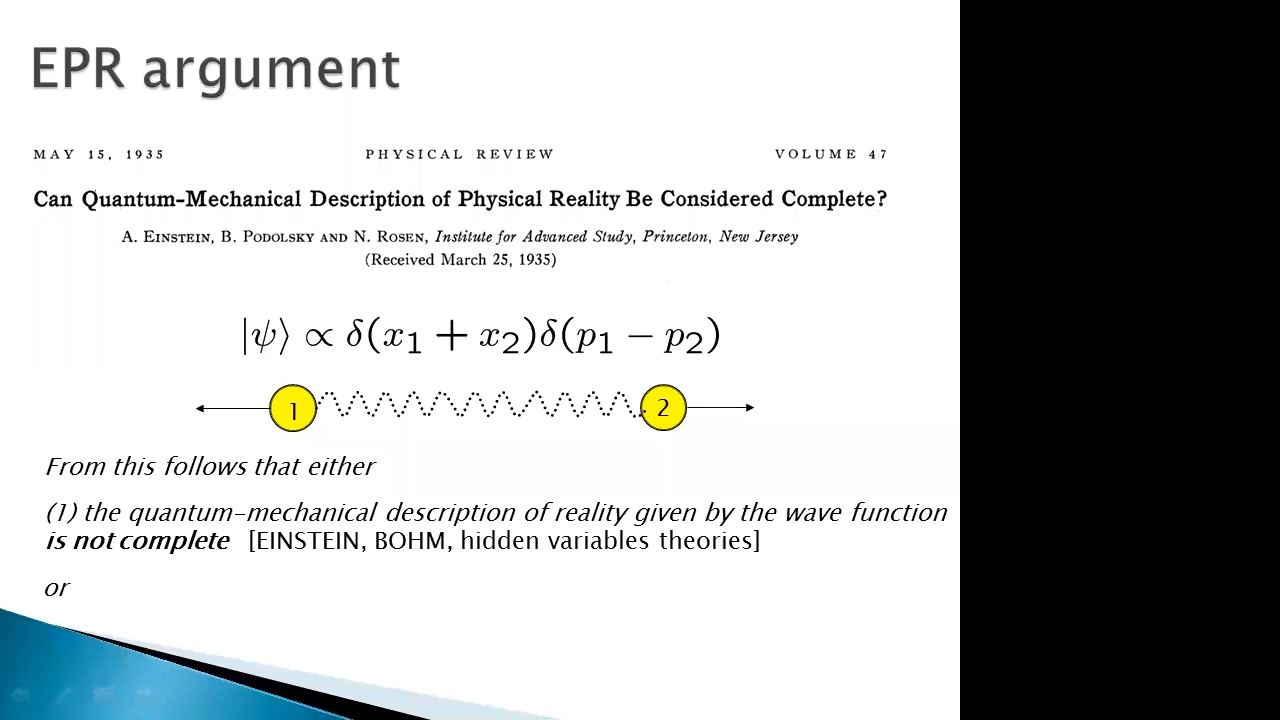 EPR argument
MAY 15, 1935 PHYSICAL REVIEW VOLUME 47
Can Quantum-Mechanical Description of Physical Reality Be Considered Complete?
A. EINSTEIN, B. PODOLSKY AND N. ROSEN, Institute for Advanced Study, Princeton, New Jersey
(Received March 25, 1935)
|ψ⟩ ∝ δ(x₁ + x₂)δ(p₁ − p₂)
1 2
From this follows that either
(1) the quantum-mechanical description of reality given by the wave function
is not complete [EINSTEIN, BOHM, hidden variables theories]
or